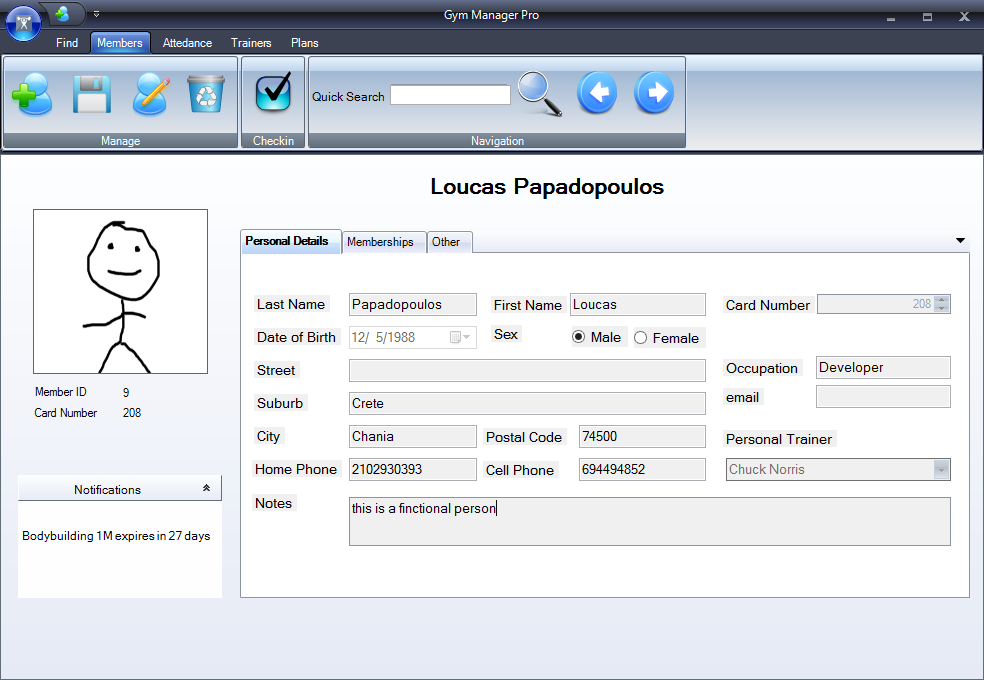 Gym Manager Pro
Find Members Attedance Trainers Plans
Quick Search
Manage Checkin Navigation
Loucas Papadopoulos
Personal Details Memberships Other
Last Name Papadopoulos First Name Loucas Card Number 208
Date of Birth 12/ 5/1988 Sex Male Female
Street Occupation Developer
Suburb Crete email
City Chania Postal Code 74500 Personal Trainer
Home Phone 2102930393 Cell Phone 694494852 Chuck Norris
Notes this is a finctional person
Member ID 9
Card Number 208
Notifications
Bodybuilding 1M expires in 27 days